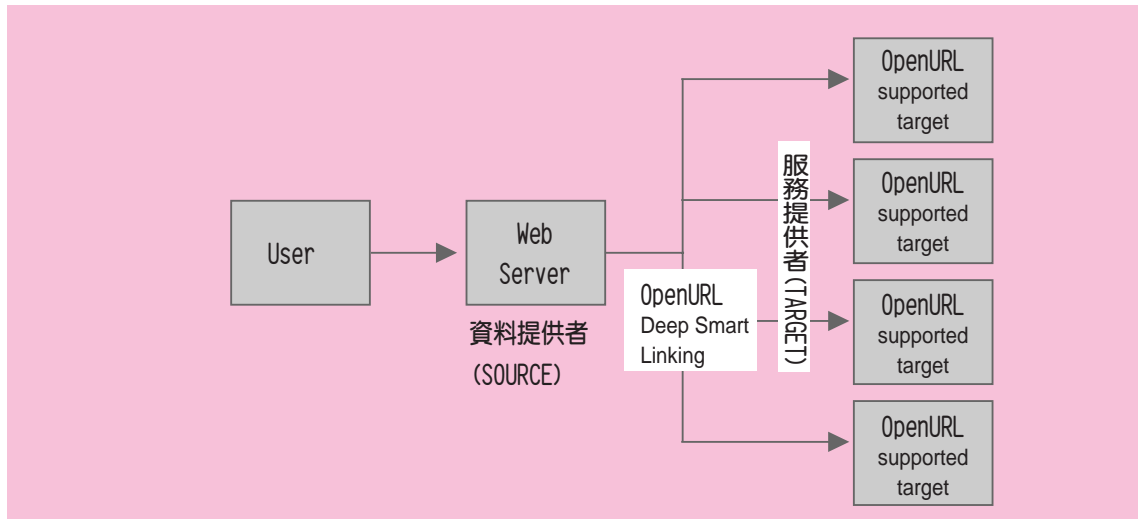 User
Web
Server
資料提供者
(SOURCE)
OpenURL
Deep Smart
Linking
服務提供者(TARGET)
OpenURL
supported
target
OpenURL
supported
target
OpenURL
supported
target
OpenURL
supported
target